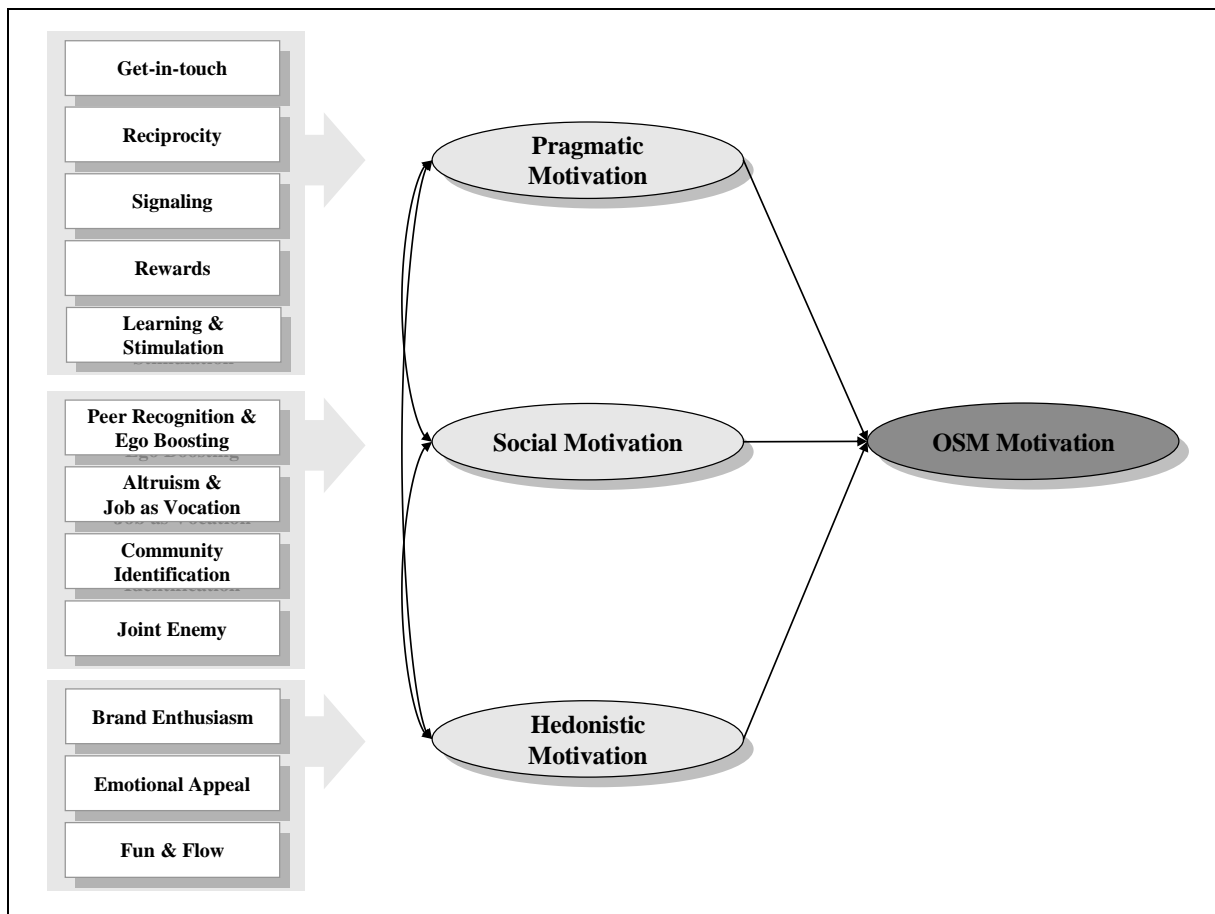 Get-in-touch
Reciprocity
Signaling
Rewards
Learning &
Stimulation
Peer Recognition &
Ego Boosting
Altruism &
Job as Vocation
Community
Identification
Joint Enemy
Brand Enthusiasm
Emotional Appeal
Fun & Flow
Pragmatic
Motivation
Social Motivation
Hedonistic
Motivation
OSM Motivation